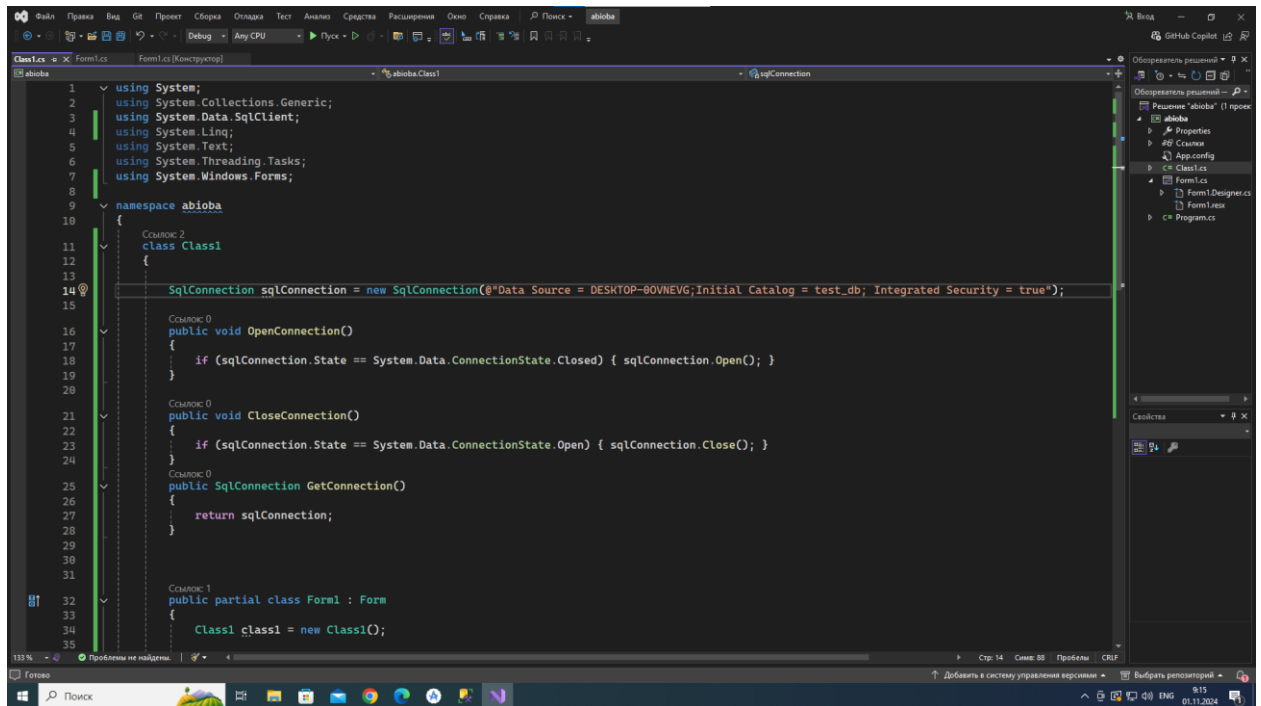 Файл Правка Вид Git Проект Сборка Отладка Тест Анализ Средства Расширения Окно Справка Поиск abioba Вход
Debug Any CPU Пуск GitHub Copilot
Class1.cs Form1.cs Form1.cs [Конструктор]
abioba abioba.Class1 sqlConnection
1 using System;
2 using System.Collections.Generic;
3 using System.Data.SqlClient;
4 using System.Linq;
5 using System.Text;
6 using System.Threading.Tasks;
7 using System.Windows.Forms;
8
9 namespace abioba
10 {
Ссылок: 2
11 class Class1
12 {
13
14 SqlConnection sqlConnection = new SqlConnection(@"Data Source = DESKTOP-0OVNEVG;Initial Catalog = test_db; Integrated Security = true");
15
Ссылок: 0
16 public void OpenConnection()
17 {
18 if (sqlConnection.State == System.Data.ConnectionState.Closed) { sqlConnection.Open(); }
19 }
20
Ссылок: 0
21 public void CloseConnection()
22 {
23 if (sqlConnection.State == System.Data.ConnectionState.Open) { sqlConnection.Close(); }
24 }
Ссылок: 0
25 public SqlConnection GetConnection()
26 {
27 return sqlConnection;
28 }
29
30
31
Ссылок: 1
32 public partial class Form1 : Form
33 {
34 Class1 class1 = new Class1();
35
Обозреватель решений
Обозреватель решений —
Решение "abioba" (1 проек
abioba
Properties
Ссылки
App.config
C# Class1.cs
Form1.cs
Form1.Designer.cs
Form1.resx
C# Program.cs
Свойства
133 % Проблемы не найдены. Стр: 14 Симв: 88 Пробелы CRLF
Готово Добавить в систему управления версиями Выбрать репозиторий
Поиск ENG 9:15
01.11.2024